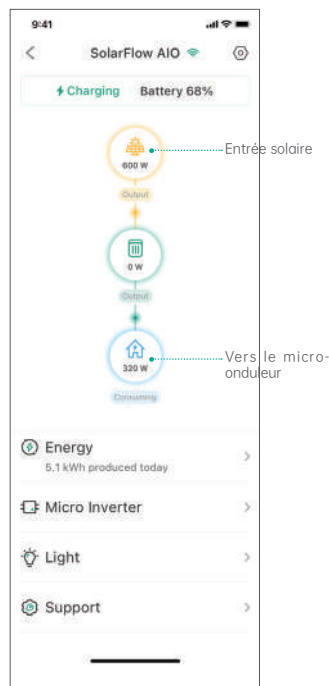 9:41
SolarFlow AIO
Charging Battery 68%
600 W
Entrée solaire
Output
0 W
Output
320 W
Vers le micro-
onduleur
Consuming
Energy
5.1 kWh produced today
Micro Inverter
Light
Support